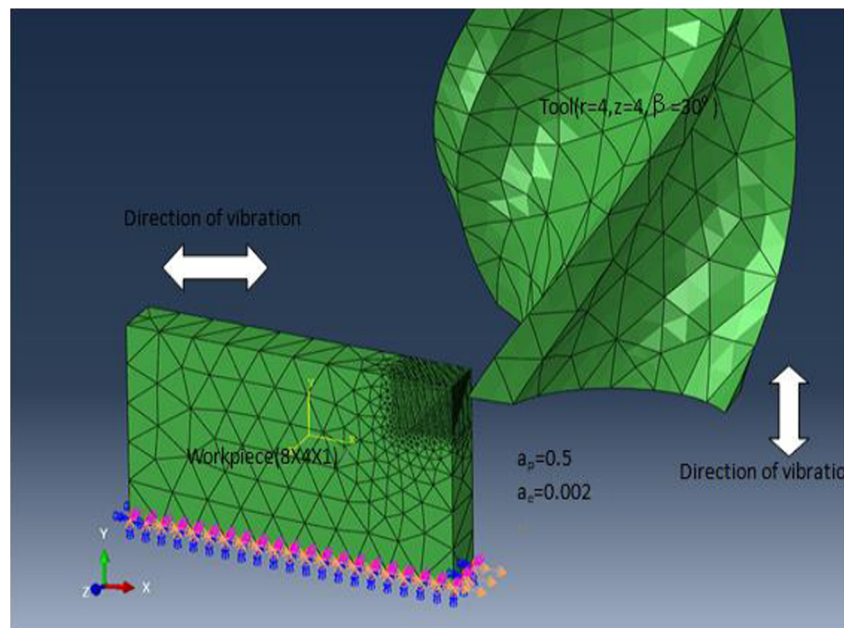 Tool(r=4,z=4,β=30°)
Direction of vibration
Workpiece(8X4X1)
aₚ=0.5
aₑ=0.002
Direction of vibratio
Y
X
Z
Y
X